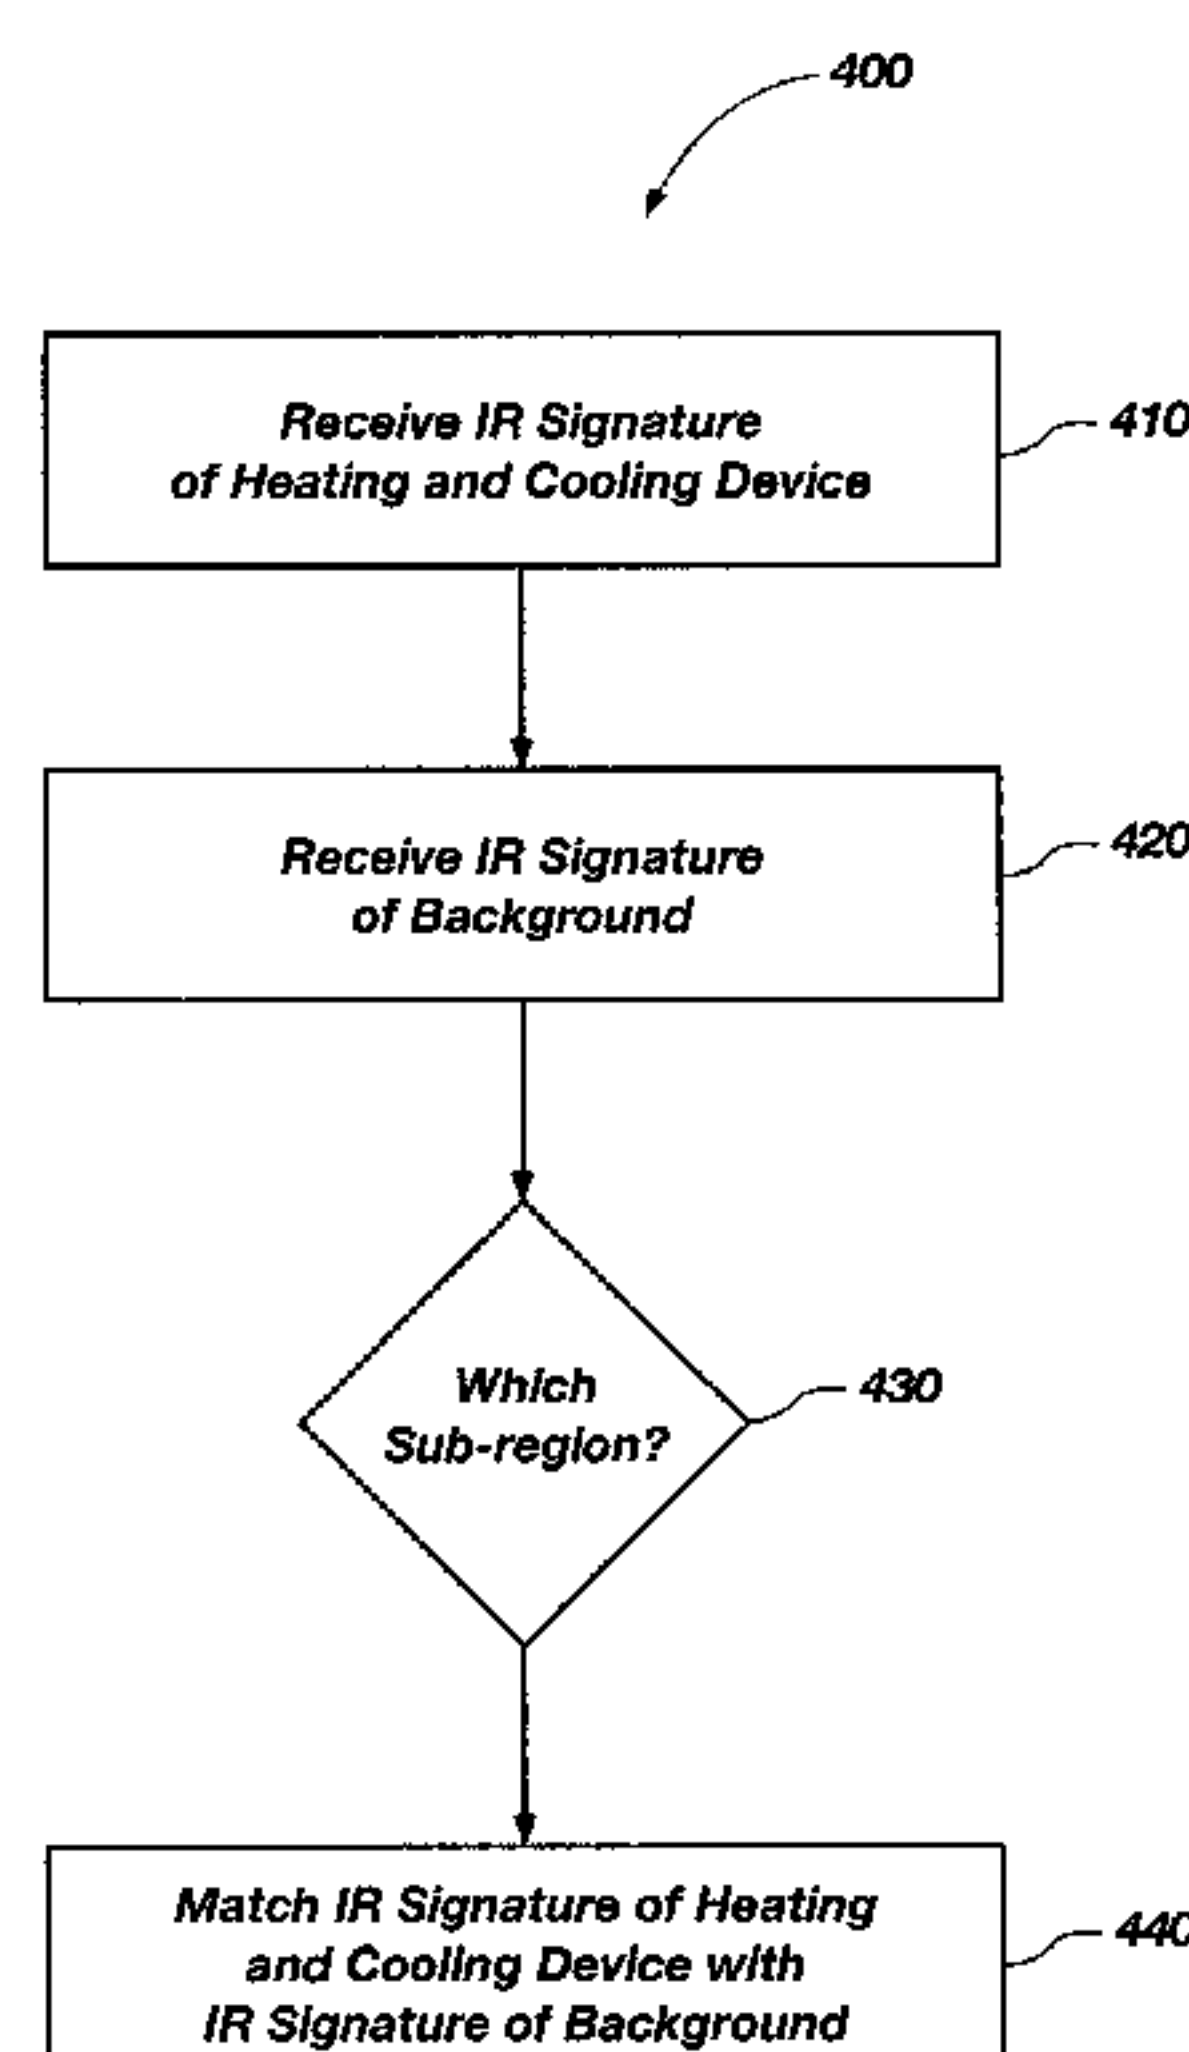 400
Receive IR Signature
of Heating and Cooling Device
410
Receive IR Signature
of Background
420
Which
Sub-region?
430
Match IR Signature of Heating
and Cooling Device with
IR Signature of Background
440